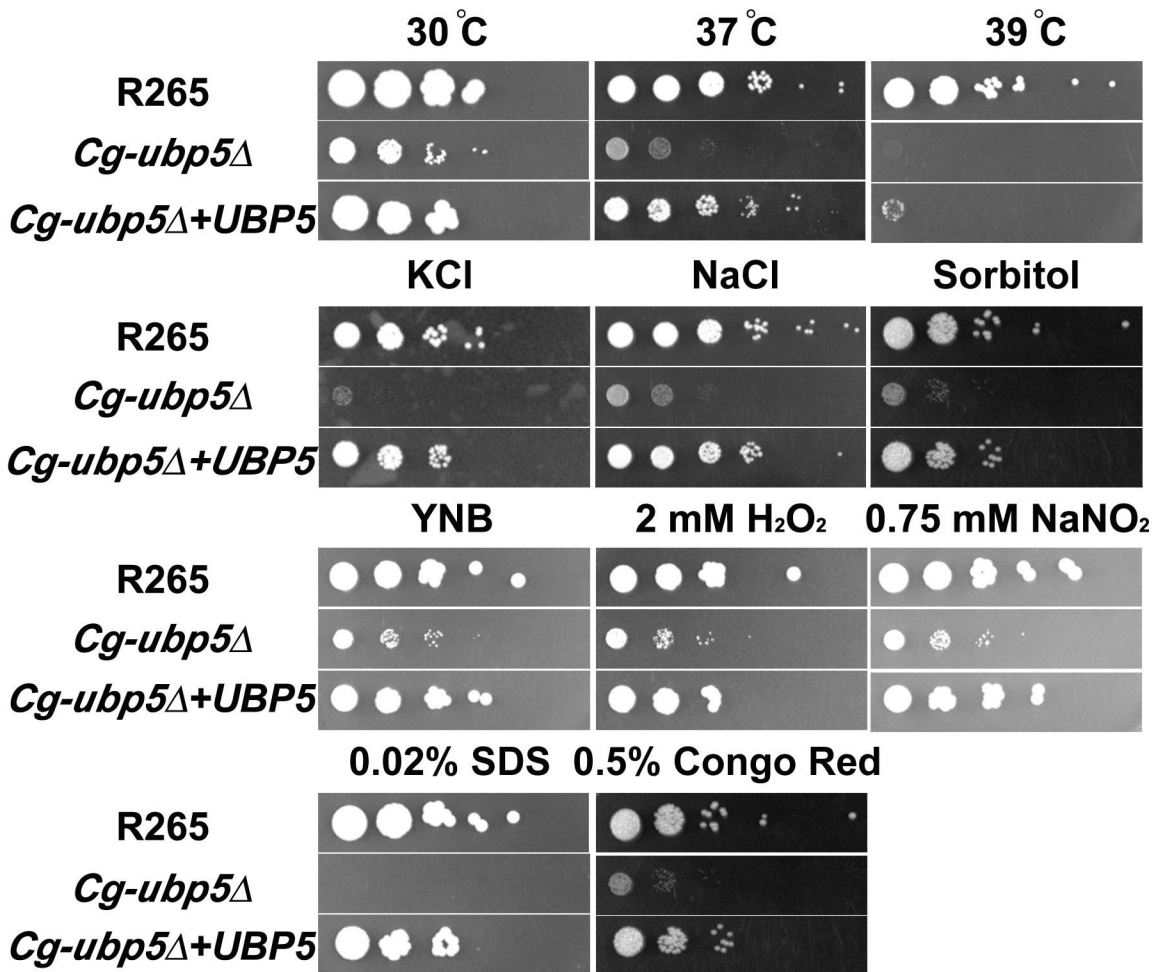 30°C 37°C 39°C
R265
Cg-ubp5Δ
Cg-ubp5Δ+UBP5
KCl NaCl Sorbitol
R265
Cg-ubp5Δ
Cg-ubp5Δ+UBP5
YNB 2 mM H₂O₂ 0.75 mM NaNO₂
R265
Cg-ubp5Δ
Cg-ubp5Δ+UBP5
0.02% SDS 0.5% Congo Red
R265
Cg-ubp5Δ
Cg-ubp5Δ+UBP5